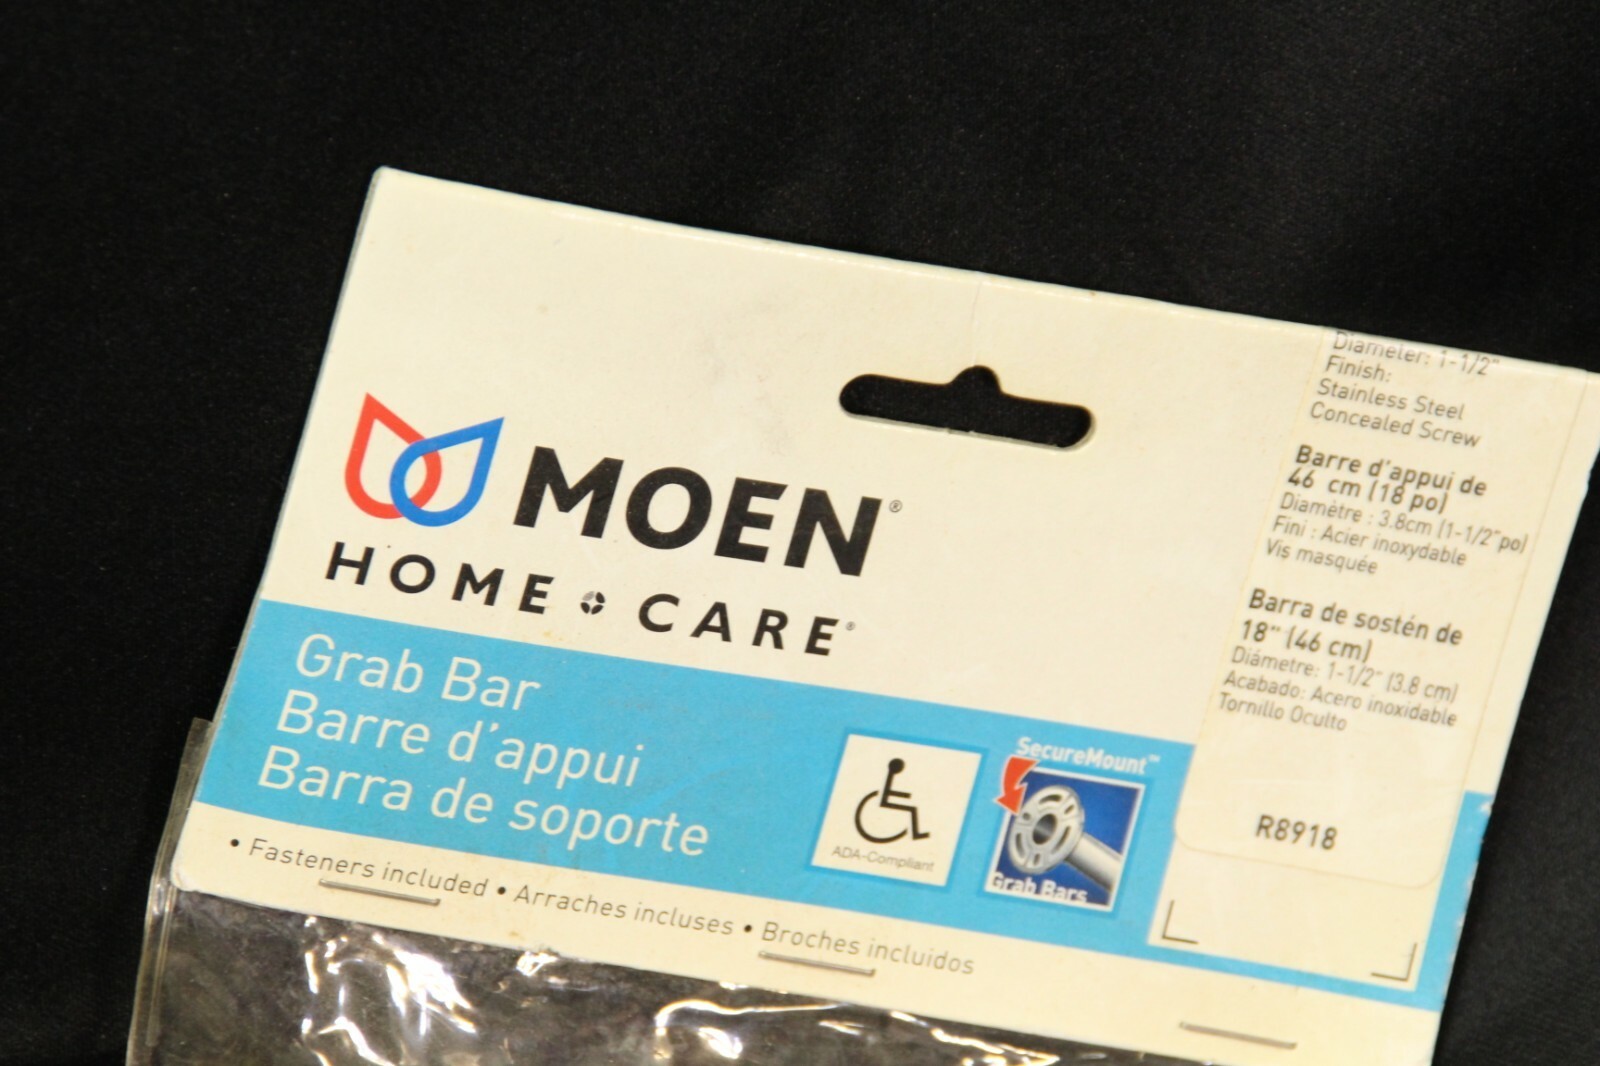 MOEN®
HOME CARE®
Grab Bar
Barre d'appui
Barra de soporte
• Fasteners included • Arraches incluses • Broches incluidos
ADA-Compliant
SecureMount™
Grab Bars
Diameter: 1-1/2"
Finish:
Stainless Steel
Concealed Screw
Barre d'appui de
46 cm (18 po)
Diamètre : 3.8cm (1-1/2"po)
Fini : Acier inoxydable
Vis masquée
Barra de sostén de
18" (46 cm)
Diámetre: 1-1/2" (3.8 cm)
Acabado: Acero inoxidable
Tornillo Oculto
R8918